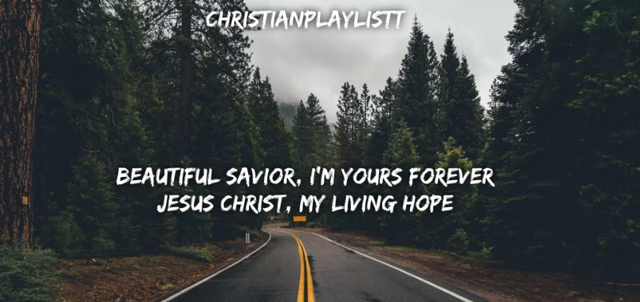 CHRISTIANPLAYLISTT
BEAUTIFUL SAVIOR, I'M YOURS FOREVER
JESUS CHRIST, MY LIVING HOPE